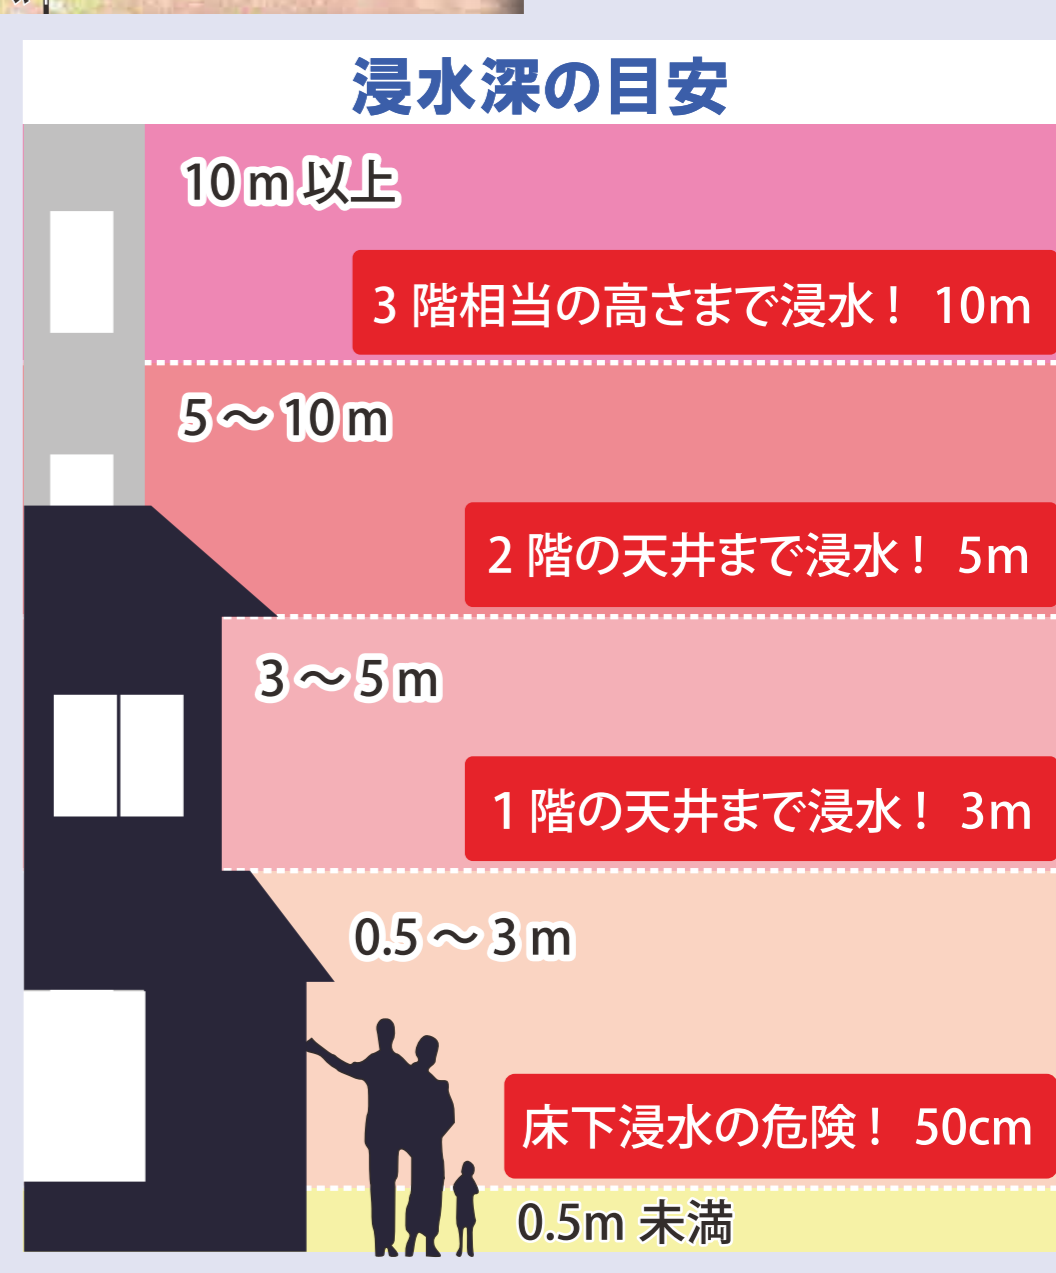 浸水深の目安
10m 以上
3 階相当の高さまで浸水！ 10m
5～10m
2 階の天井まで浸水！ 5m
3～5m
1 階の天井まで浸水！ 3m
0.5～3m
床下浸水の危険！ 50cm
0.5m 未満